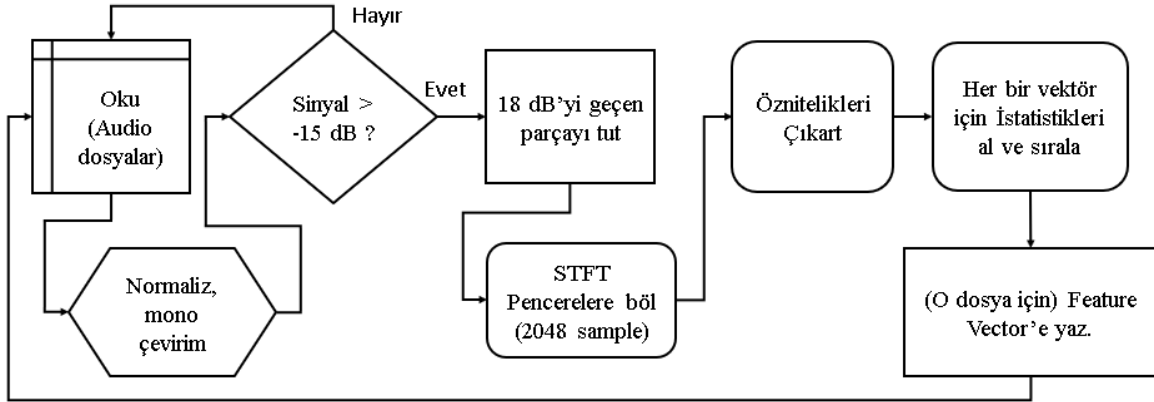 Hayır
Oku
(Audio
dosyalar)
Normaliz,
mono
çevirim
Sinyal >
-15 dB ?
Evet
18 dB’yi geçen
parçayı tut
STFT
Pencerelere böl
(2048 sample)
Öznitelikleri
Çıkart
Her bir vektör
için İstatistikleri
al ve sırala
(O dosya için) Feature
Vector’e yaz.